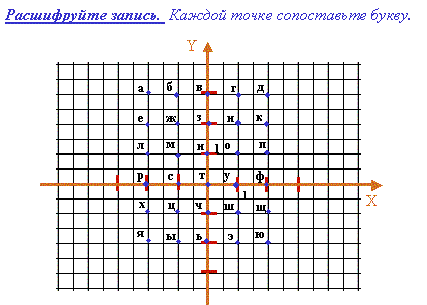 Расшифруйте запись. Каждой точке сопоставьте букву.
Y
а б в г д
е ж з и к
л м н 1 о п
р с т у ф
1
X
х ц ч ш щ
я ы ь э ю